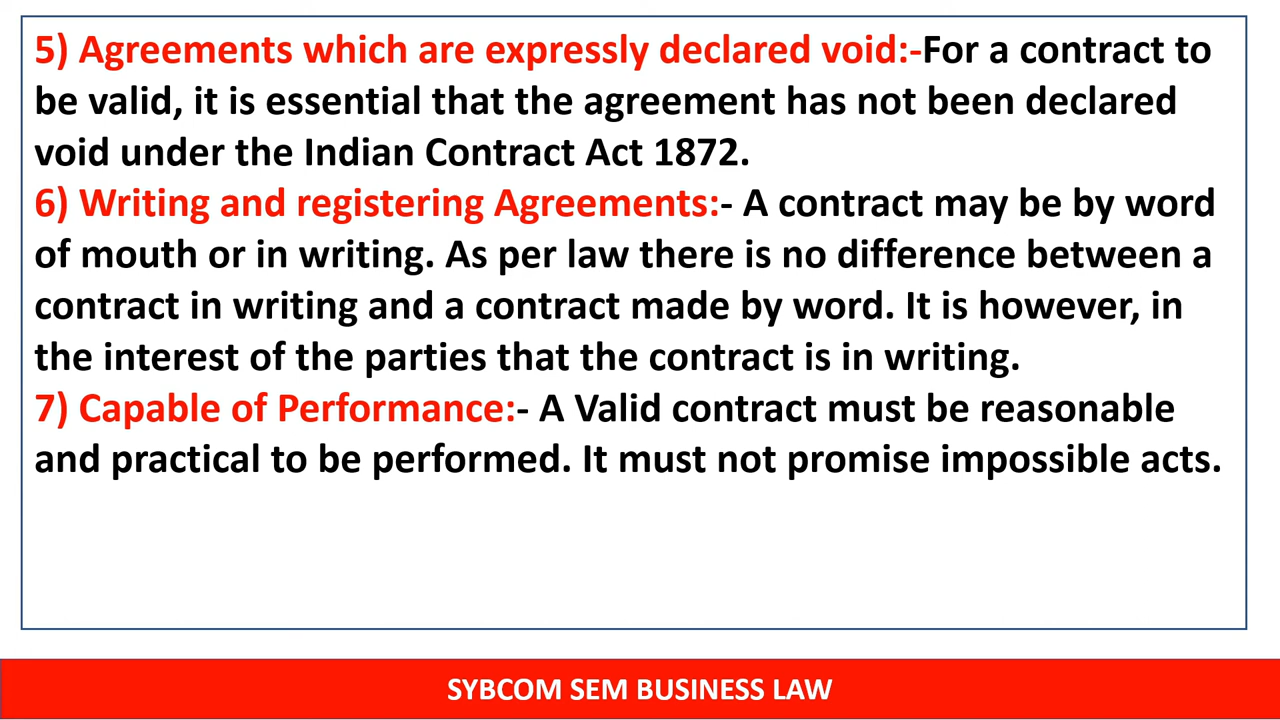 5) Agreements which are expressly declared void:-For a contract to
be valid, it is essential that the agreement has not been declared
void under the Indian Contract Act 1872.
6) Writing and registering Agreements:- A contract may be by word
of mouth or in writing. As per law there is no difference between a
contract in writing and a contract made by word. It is however, in
the interest of the parties that the contract is in writing.
7) Capable of Performance:- A Valid contract must be reasonable
and practical to be performed. It must not promise impossible acts.
SYBCOM SEM BUSINESS LAW